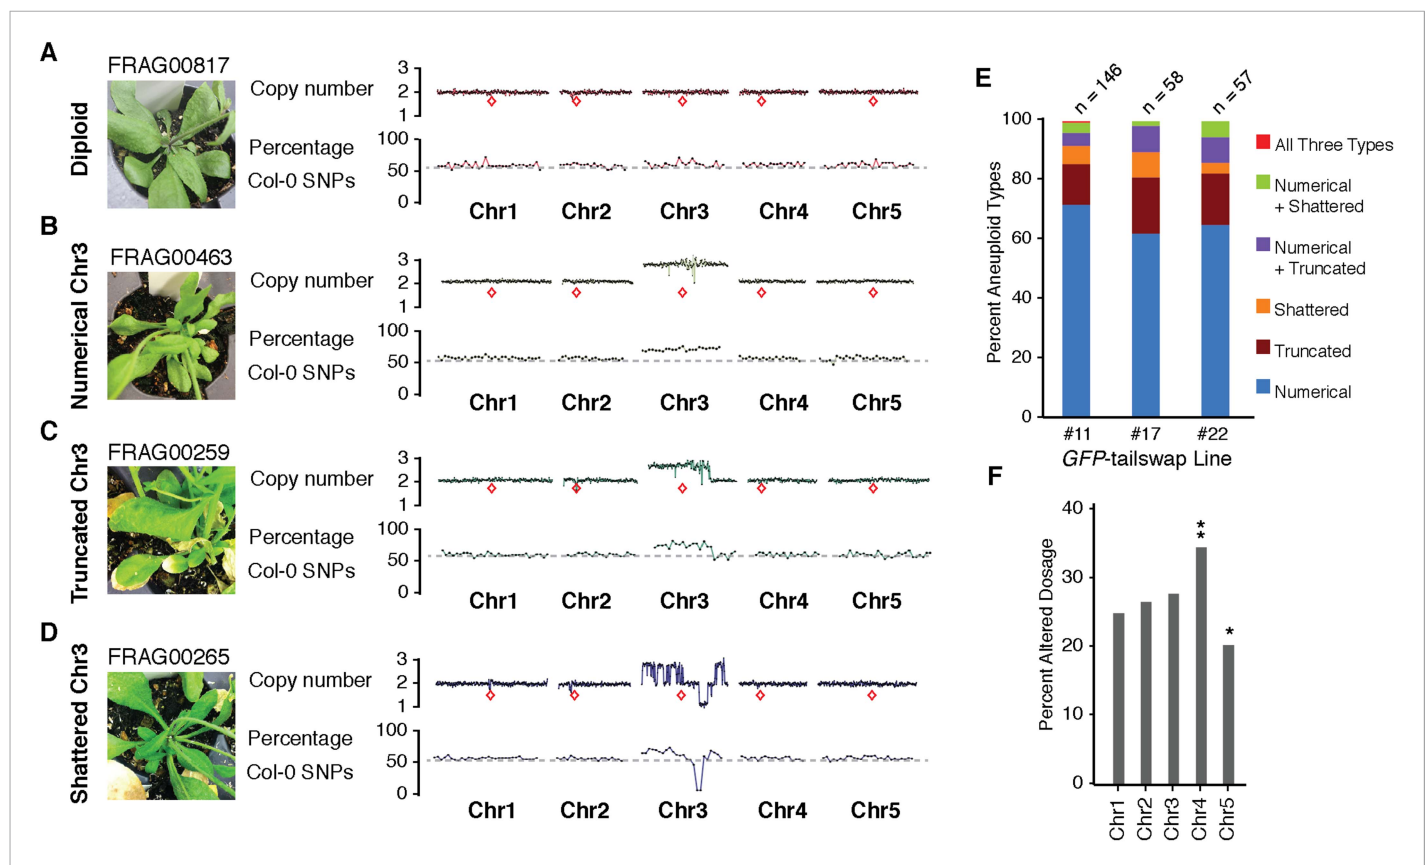 A
FRAG00817
Diploid
Copy number
3
2
1
Percentage
Col-0 SNPs
100
50
0
Chr1 Chr2 Chr3 Chr4 Chr5
B
FRAG00463
Numerical Chr3
Copy number
3
2
1
Percentage
Col-0 SNPs
100
50
0
Chr1 Chr2 Chr3 Chr4 Chr5
C
FRAG00259
Truncated Chr3
Copy number
3
2
1
Percentage
Col-0 SNPs
100
50
0
Chr1 Chr2 Chr3 Chr4 Chr5
D
FRAG00265
Shattered Chr3
Copy number
3
2
1
Percentage
Col-0 SNPs
100
50
0
Chr1 Chr2 Chr3 Chr4 Chr5
E
n = 146 n = 58 n = 57
Percent Aneuploid Types
100
80
60
40
20
0
#11 #17 #22
GFP-tailswap Line
All Three Types
Numerical
+ Shattered
Numerical
+ Truncated
Shattered
Truncated
Numerical
F
Percent Altered Dosage
40
30
20
10
0
**
*
Chr1
Chr2
Chr3
Chr4
Chr5